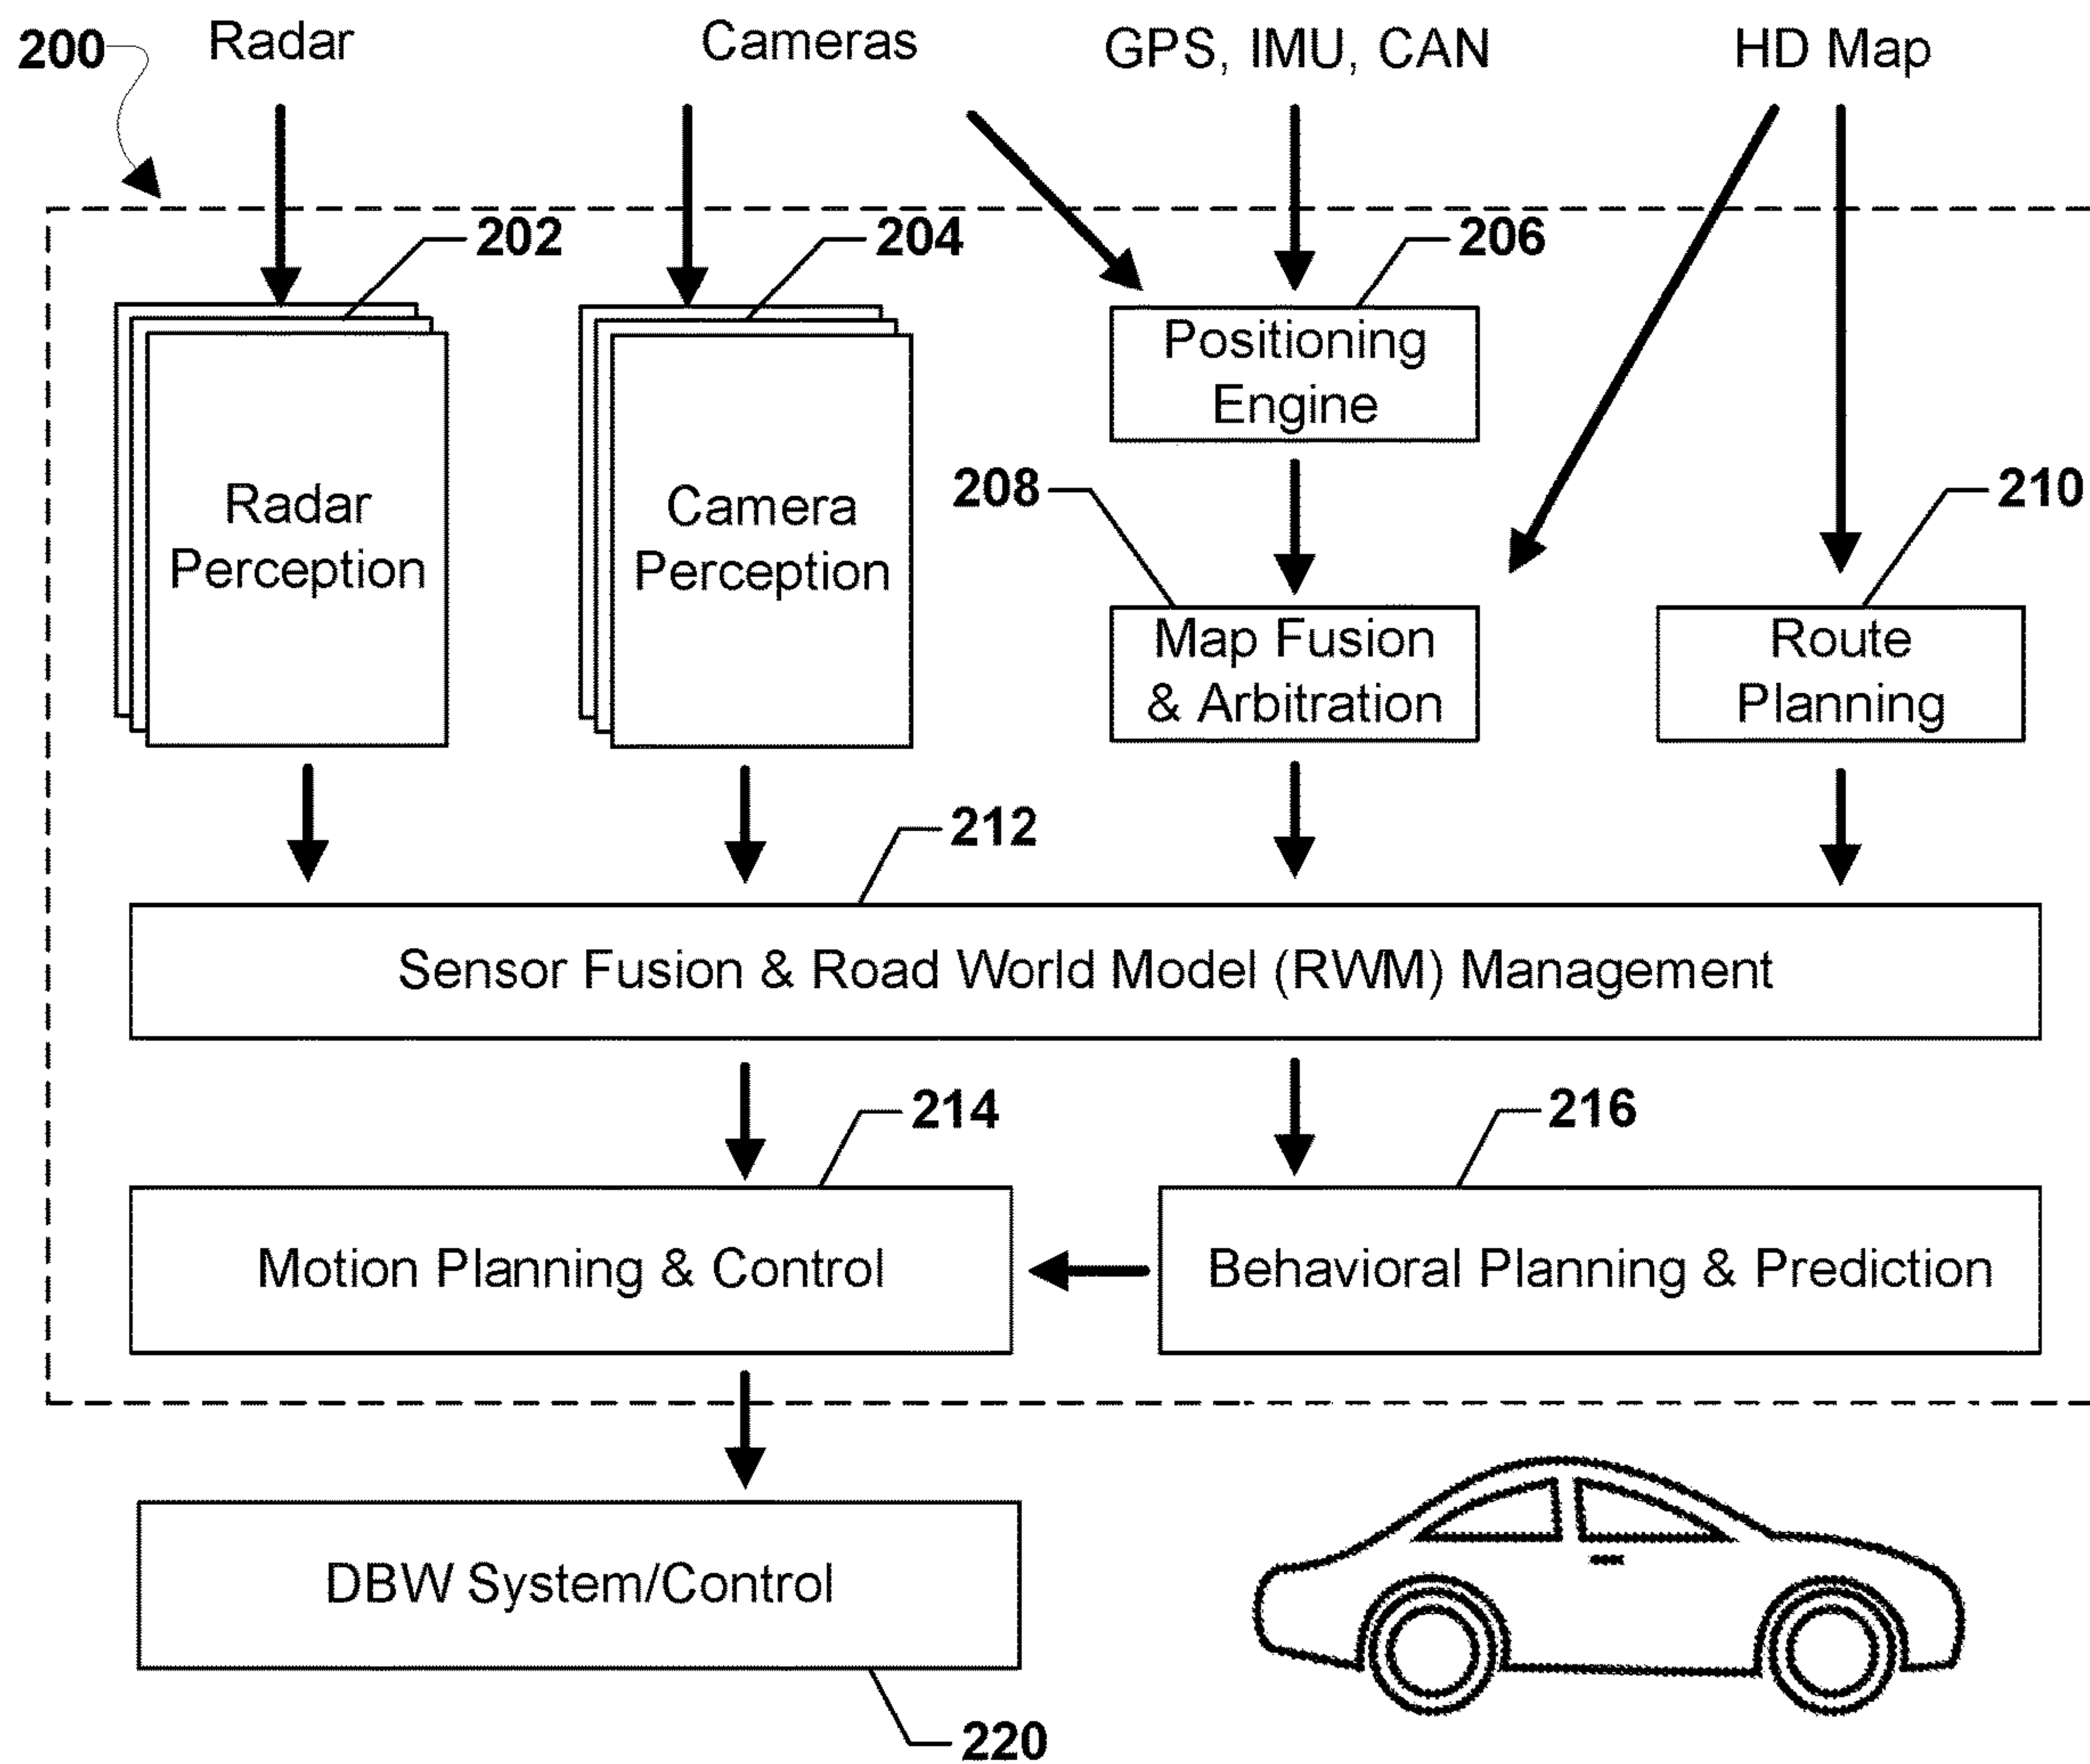 200
Radar
Cameras
GPS, IMU, CAN
HD Map
202
204
206
Positioning
Engine
208
210
Radar
Perception
Camera
Perception
Map Fusion
& Arbitration
Route
Planning
212
Sensor Fusion & Road World Model (RWM) Management
214
216
Motion Planning & Control
Behavioral Planning & Prediction
DBW System/Control
220